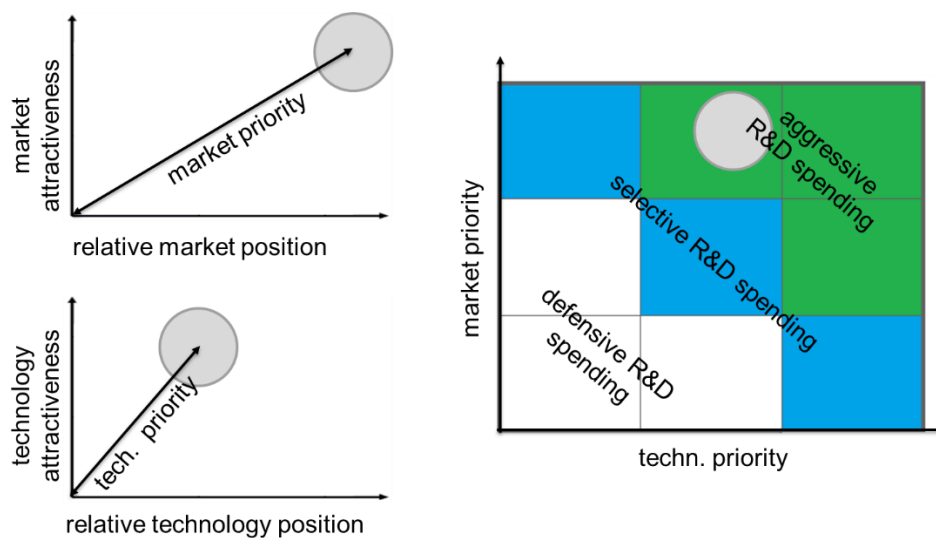 market
attractiveness
market priority
relative market position
technology
attractiveness
tech. priority
relative technology position
market priority
aggressive
R&D spending
selective R&D spending
defensive R&D
spending
techn. priority